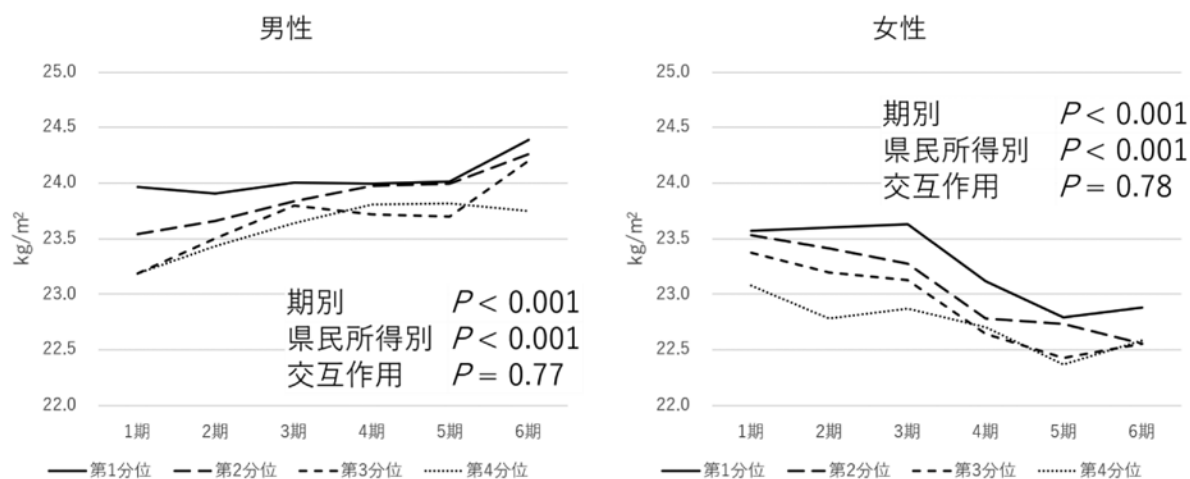 男性
25.0
24.5
24.0
23.5
23.0
22.5
22.0
kg/m²
期別 P < 0.001
県民所得別 P < 0.001
交互作用 P = 0.77
1期 2期 3期 4期 5期 6期
第1分位 第2分位 第3分位 第4分位
女性
25.0
24.5
24.0
23.5
23.0
22.5
22.0
kg/m²
期別 P < 0.001
県民所得別 P < 0.001
交互作用 P = 0.78
1期 2期 3期 4期 5期 6期
第1分位 第2分位 第3分位 第4分位